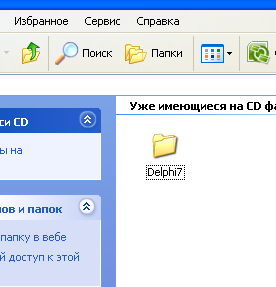 Избранное Сервис Справка
Поиск Папки
си CD
Уже имеющиеся на CD фа
ы на
Delphi7
нов и папок
папку в вебе
й доступ к этой